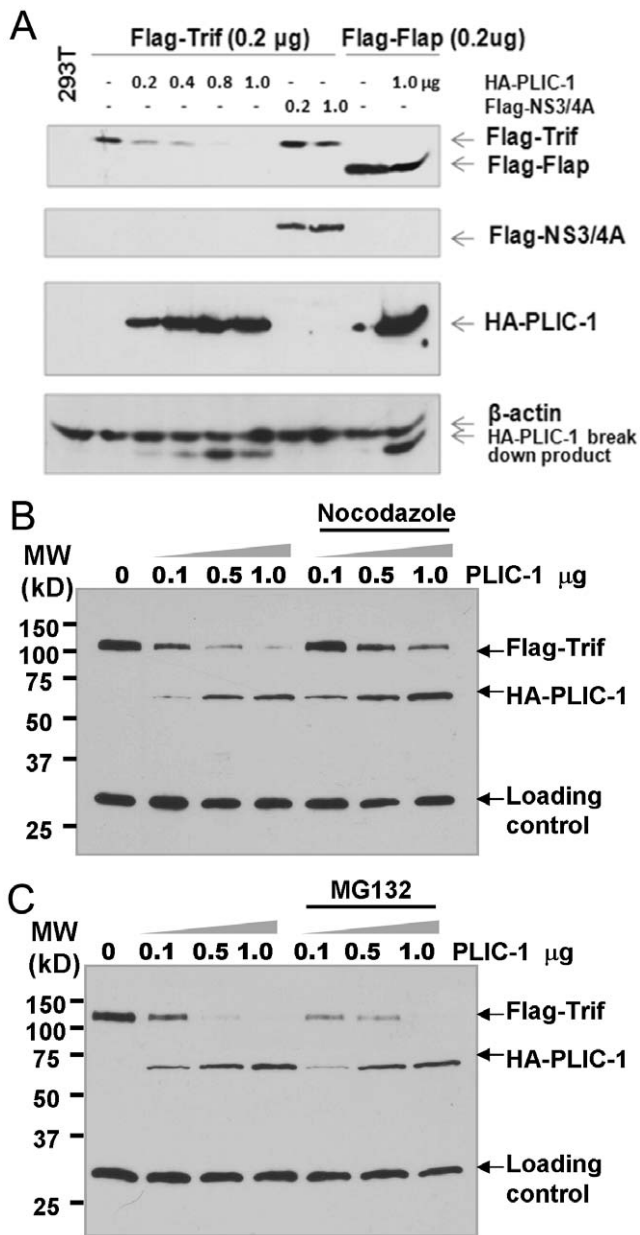 A
Flag-Trif (0.2 µg) Flag-Flap (0.2ug)
293T
- - 0.2 0.4 0.8 1.0 - - - 1.0 µg HA-PLIC-1
- - - - - - 0.2 1.0 - - Flag-NS3/4A
Flag-Trif
Flag-Flap
Flag-NS3/4A
HA-PLIC-1
β-actin
HA-PLIC-1 break
down product
B
Nocodazole
MW
(kD)
0 0.1 0.5 1.0 0.1 0.5 1.0 PLIC-1 µg
150
100
75
50
37
25
Flag-Trif
HA-PLIC-1
Loading
control
C
MG132
MW
(kD)
0 0.1 0.5 1.0 0.1 0.5 1.0 PLIC-1 µg
150
100
75
50
37
25
Flag-Trif
HA-PLIC-1
Loading
control